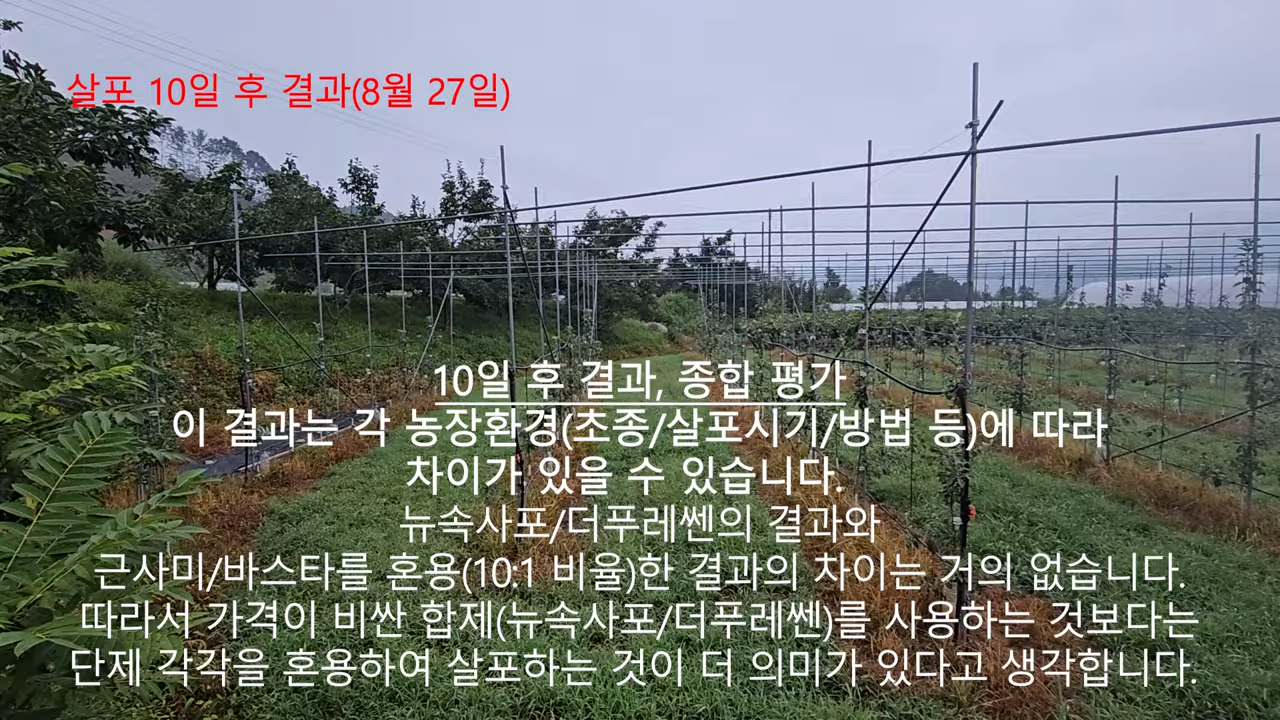 살포 10일 후 결과(8월 27일)
10일 후 결과, 종합 평가
이 결과는 각 농장환경(초종/살포시기/방법 등)에 따라
차이가 있을 수 있습니다.
뉴속사포/더푸레쎈의 결과와
근사미/바스타를 혼용(10:1 비율)한 결과의 차이는 거의 없습니다.
따라서 가격이 비싼 합제(뉴속사포/더푸레쎈)를 사용하는 것보다는
단제 각각을 혼용하여 살포하는 것이 더 의미가 있다고 생각합니다.